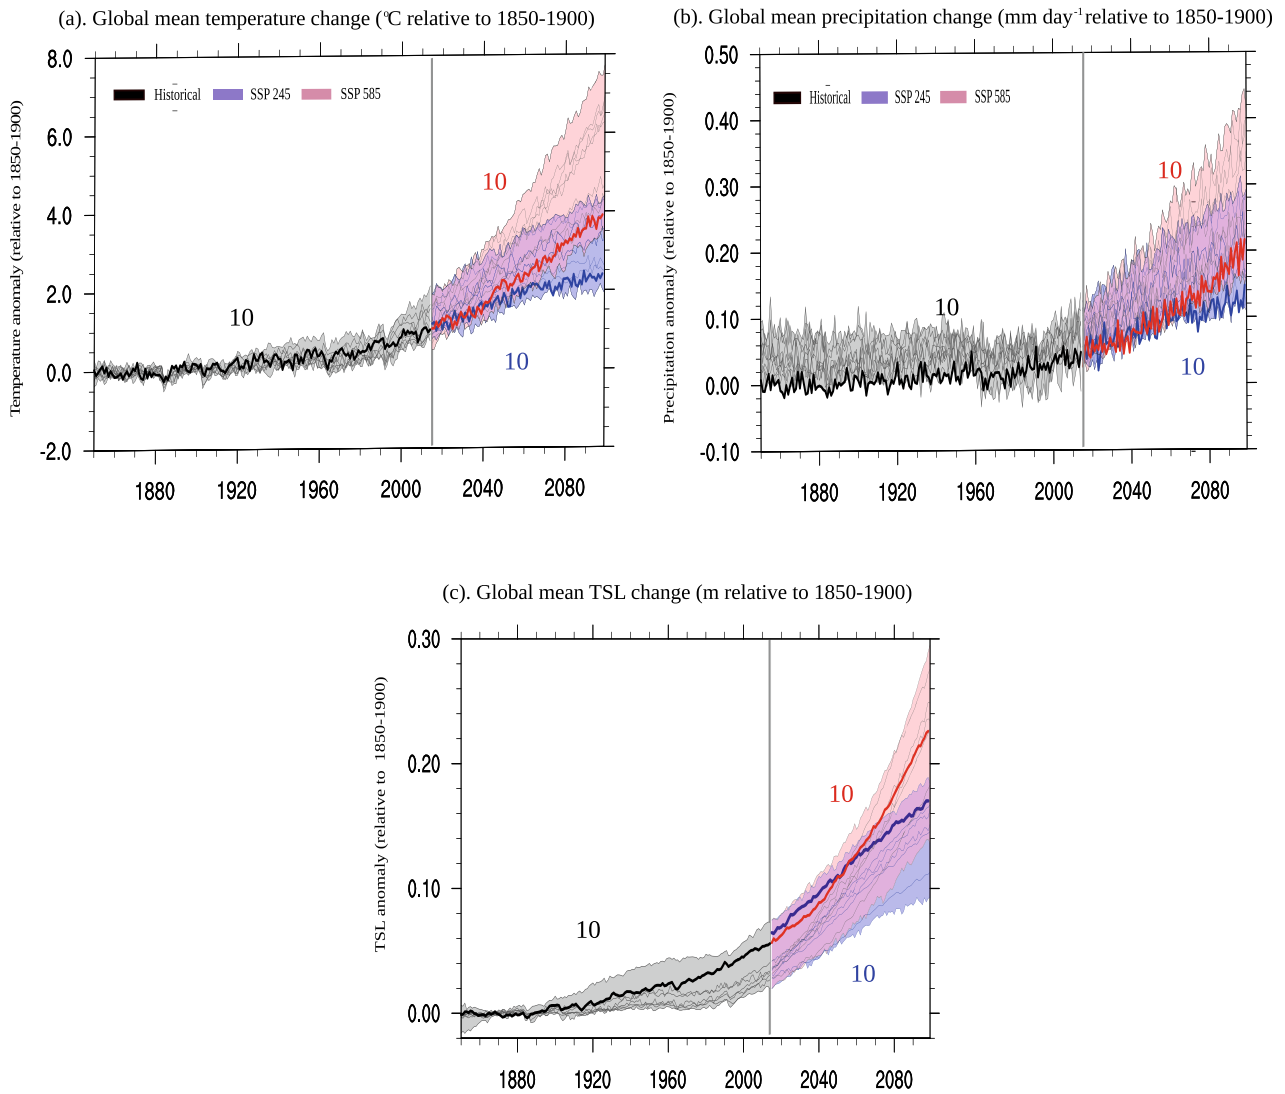 (a). Global mean temperature change (°C relative to 1850-1900)
8.0
6.0
4.0
2.0
0.0
-2.0
Temperature anomaly (relative to 1850-1900)
Historical SSP 245 SSP 585
10
10
10
1880 1920 1960 2000 2040 2080
(b). Global mean precipitation change (mm day-1 relative to 1850-1900)
0.50
0.40
0.30
0.20
0.10
0.00
-0.10
Precipitation anomaly (relative to 1850-1900)
Historical SSP 245 SSP 585
10
10
10
1880 1920 1960 2000 2040 2080
(c). Global mean TSL change (m relative to 1850-1900)
0.30
0.20
0.10
0.00
TSL anomaly (relative to 1850-1900)
10
10
10
1880 1920 1960 2000 2040 2080